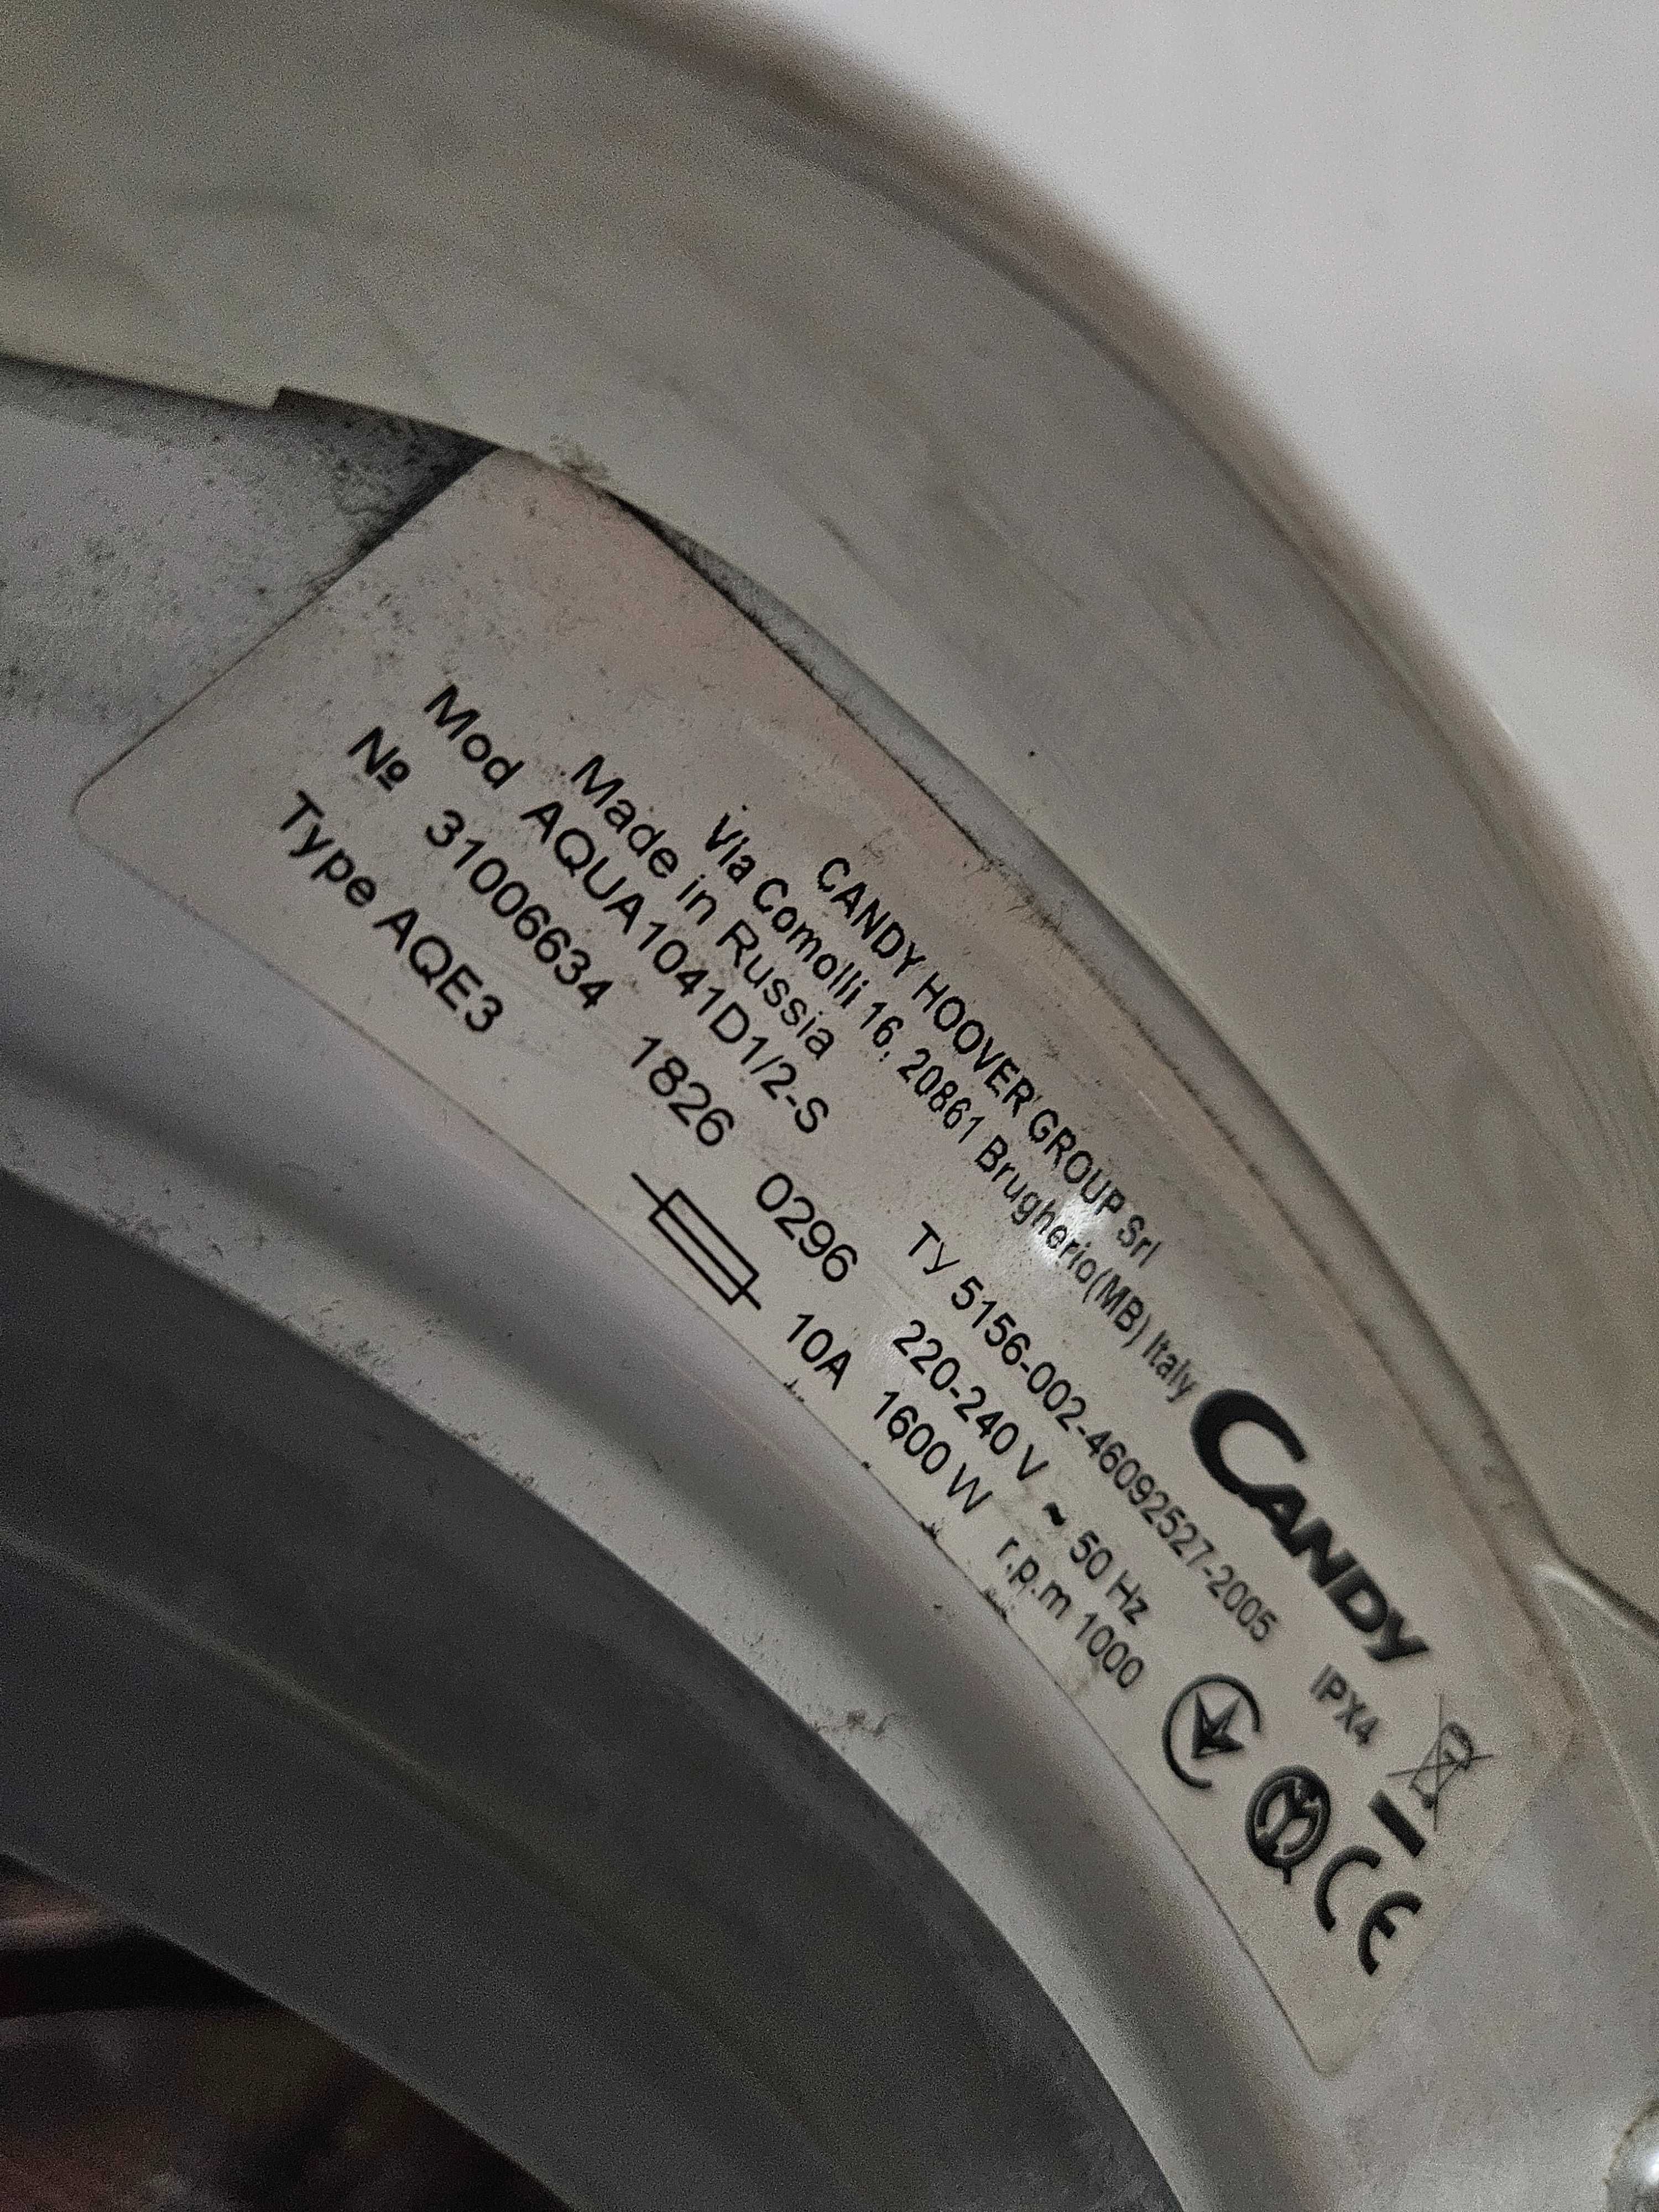 CANDY HOOVER GROUP Srl
Via Comolli 16, 20861 Brugherio(MB) Italy
CANDY
Made in Russia
ТУ 5156-002-46092527-2005
IPX4
Mod AQUA1041D1/2-S
220-240 V ~ 50 Hz
№ 31006634 1826 0296
10A 1600 W r.p.m 1000
Type AQE3
CE